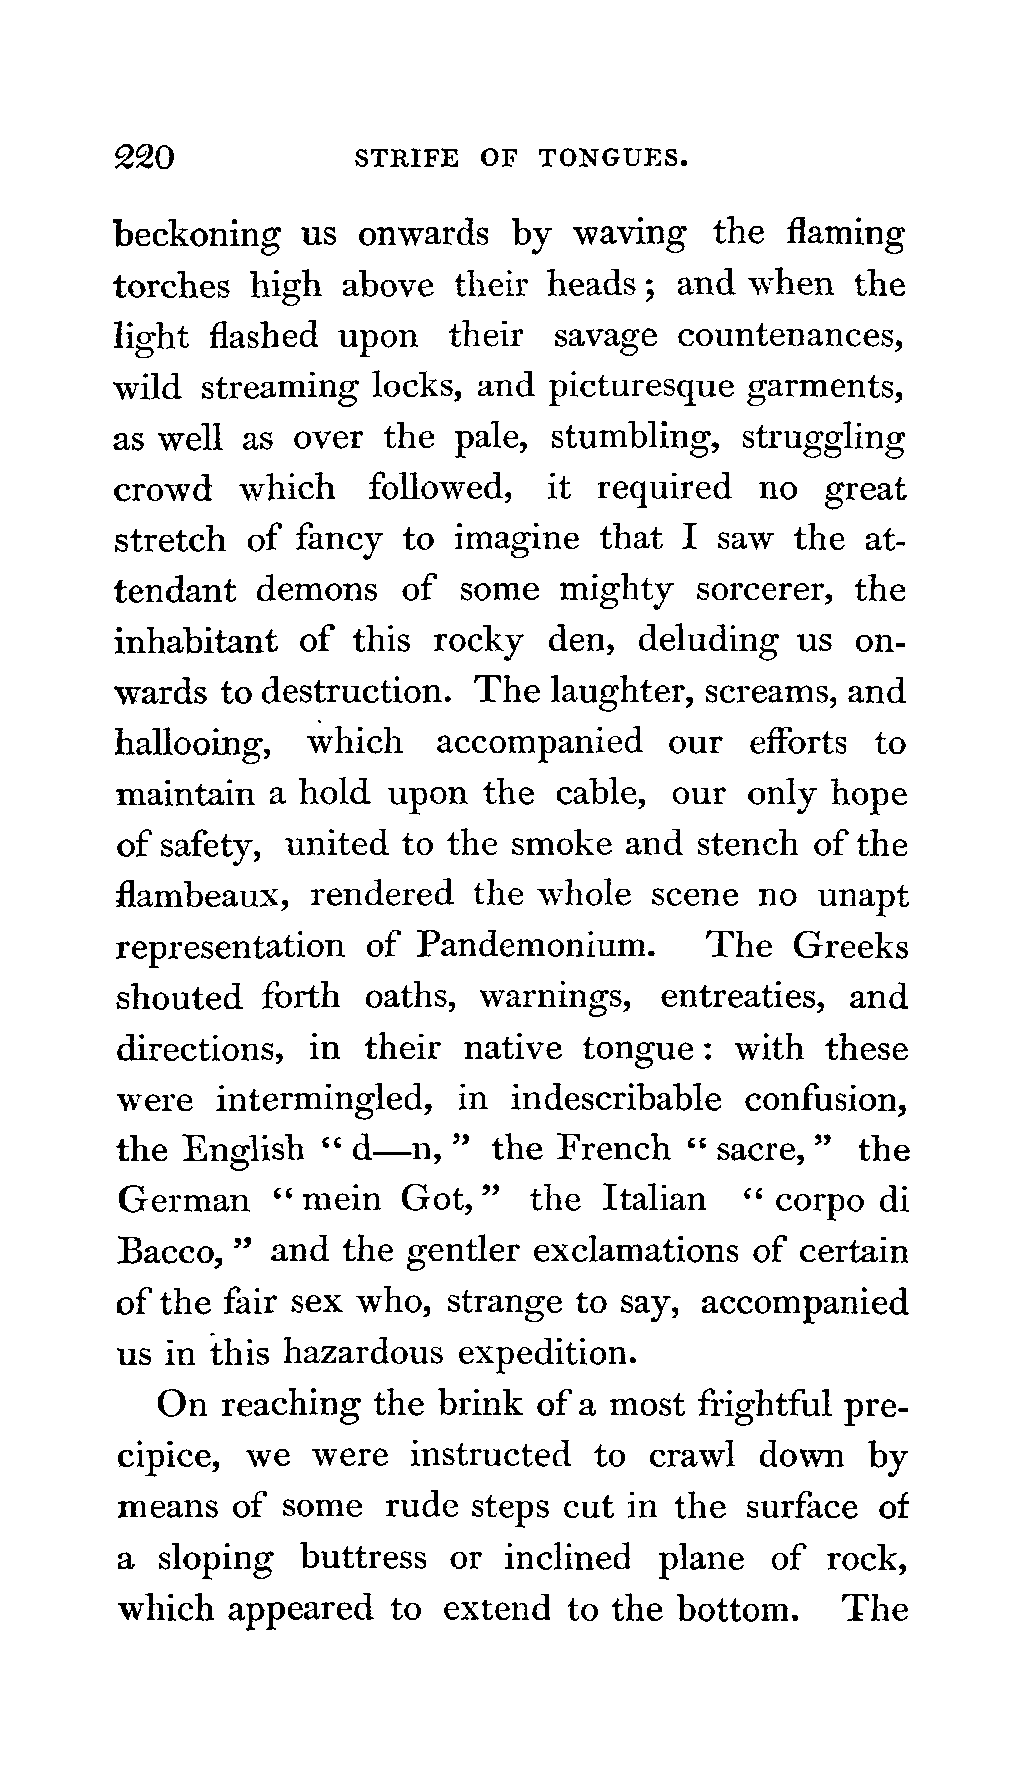 220 STRIFE OF TONGUES.
beckoning us onwards by waving the flaming
torches high above their heads; and when the
light flashed upon their savage countenances,
wild streaming locks, and picturesque garments,
as well as over the pale, stumbling, struggling
crowd which followed, it required no great
stretch of fancy to imagine that I saw the at-
tendant demons of some mighty sorcerer, the
inhabitant of this rocky den, deluding us on-
wards to destruction. The laughter, screams, and
hallooing, which accompanied our efforts to
maintain a hold upon the cable, our only hope
of safety, united to the smoke and stench of the
flambeaux, rendered the whole scene no unapt
representation of Pandemonium. The Greeks
shouted forth oaths, warnings, entreaties, and
directions, in their native tongue: with these
were intermingled, in indescribable confusion,
the English “ d—n, ” the French “ sacre, ” the
German “ mein Got, ” the Italian “ corpo di
Bacco, ” and the gentler exclamations of certain
of the fair sex who, strange to say, accompanied
us in this hazardous expedition.
On reaching the brink of a most frightful pre-
cipice, we were instructed to crawl down by
means of some rude steps cut in the surface of
a sloping buttress or inclined plane of rock,
which appeared to extend to the bottom. The